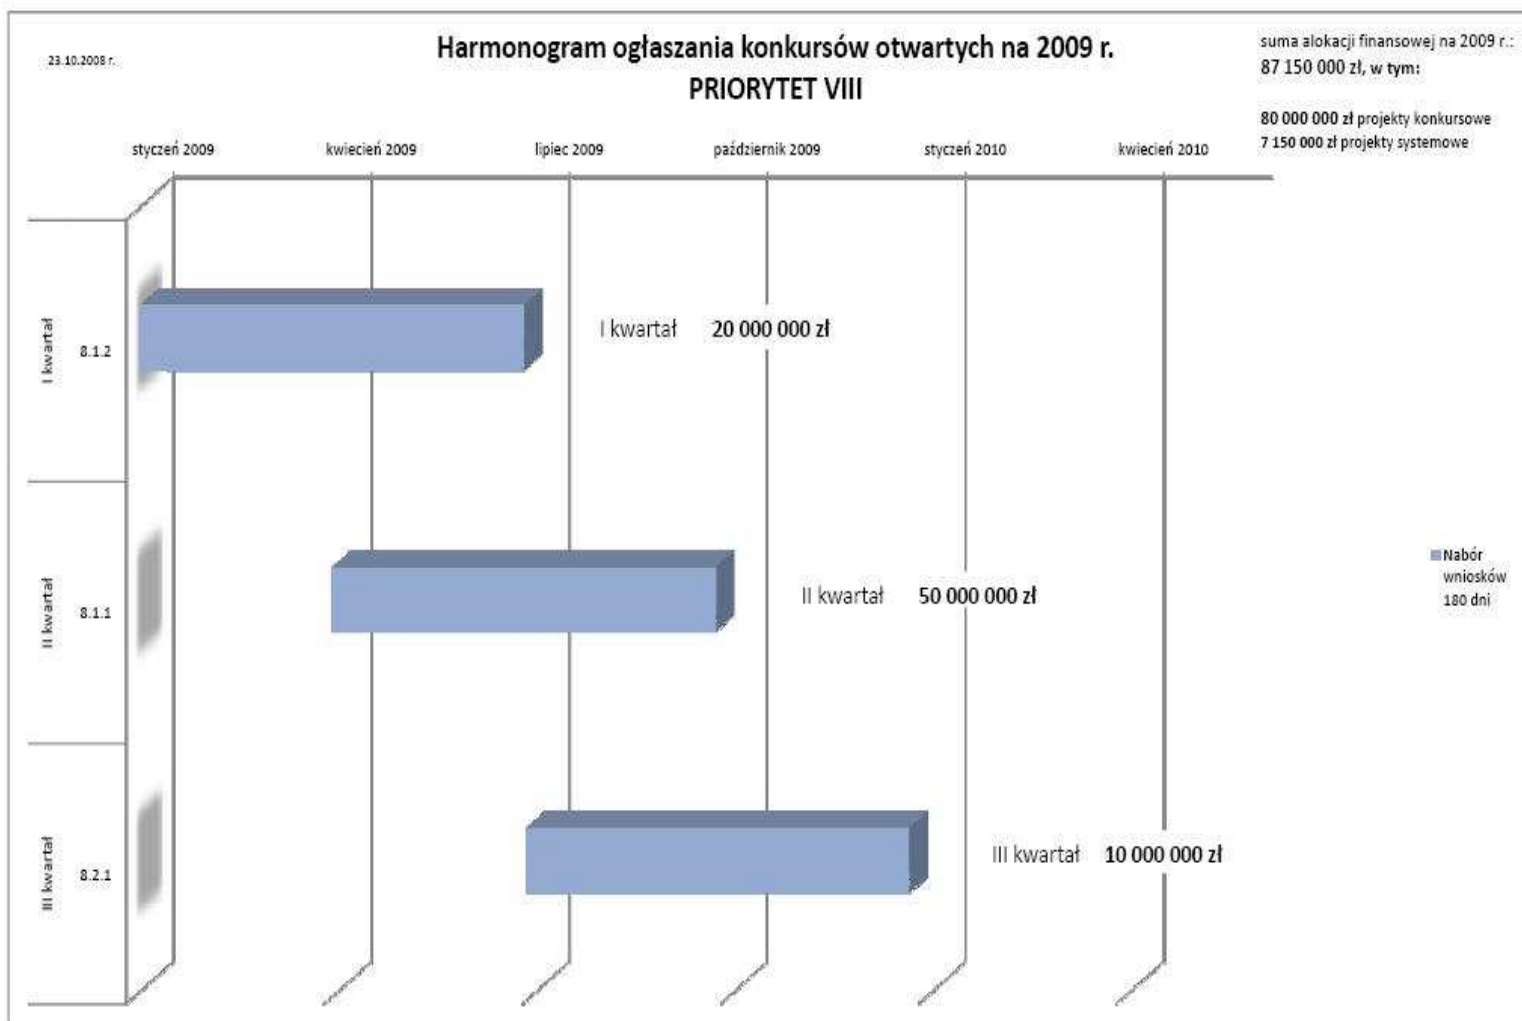 23.10.2008 r.
Harmonogram ogłaszania konkursów otwartych na 2009 r.
PRIORYTET VIII
suma alokacji finansowej na 2009 r.:
87 150 000 zł, w tym:
80 000 000 zł projekty konkursowe
7 150 000 zł projekty systemowe
styczeń 2009 kwiecień 2009 lipiec 2009 październik 2009 styczeń 2010 kwiecień 2010
I kwartał 8.1.2 I kwartał 20 000 000 zł
II kwartał 8.1.1 II kwartał 50 000 000 zł
Nabór
wniosków
180 dni
III kwartał 8.2.1 III kwartał 10 000 000 zł